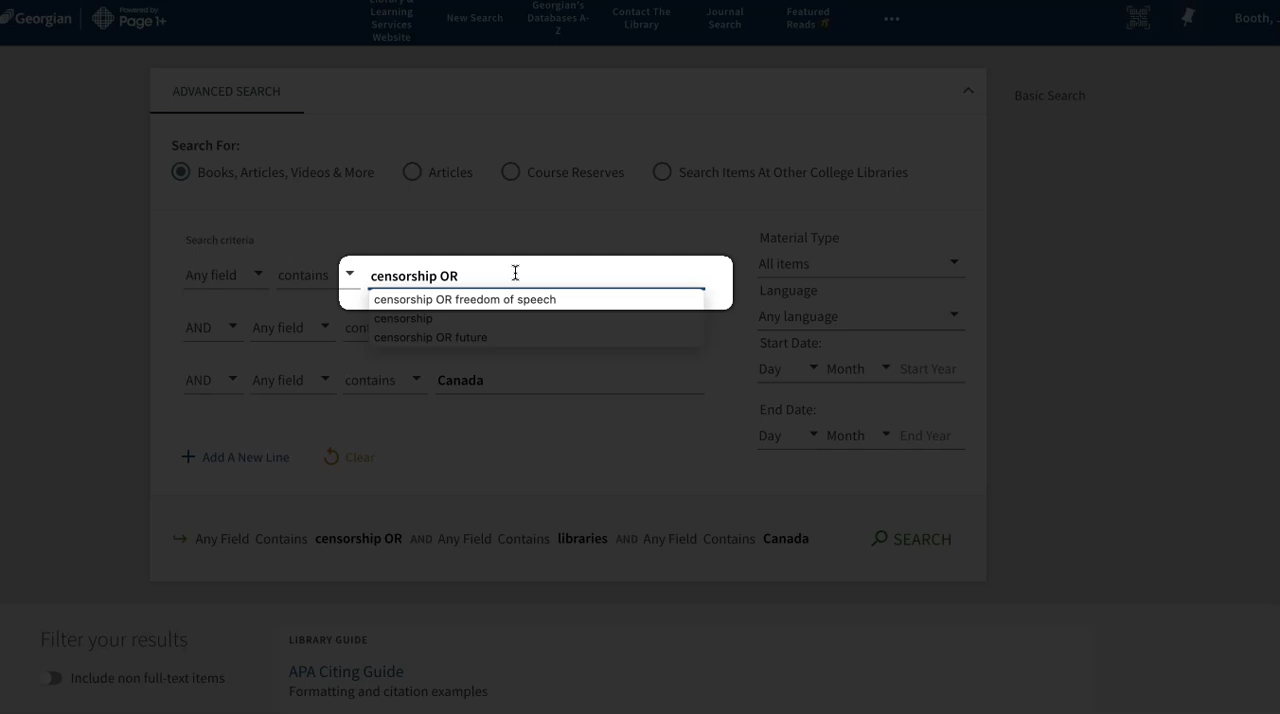 Georgian
Powered by
Page 1+
Library &
Learning
Services
Website
New Search
Georgian's
Databases A-
Z
Contact The
Library
Journal
Search
Featured
Reads
Booth,
ADVANCED SEARCH
Basic Search
Search For:
Books, Articles, Videos & More
Articles
Course Reserves
Search Items At Other College Libraries
Search criteria
Any field contains censorship OR
censorship OR freedom of speech
censorship
censorship OR future
AND Any field cont
AND Any field contains Canada
Add A New Line
Clear
Material Type
All items
Language
Any language
Start Date:
Day Month Start Year
End Date:
Day Month End Year
Any Field Contains censorship OR AND Any Field Contains libraries AND Any Field Contains Canada
SEARCH
Filter your results
Include non full-text items
LIBRARY GUIDE
APA Citing Guide
Formatting and citation examples